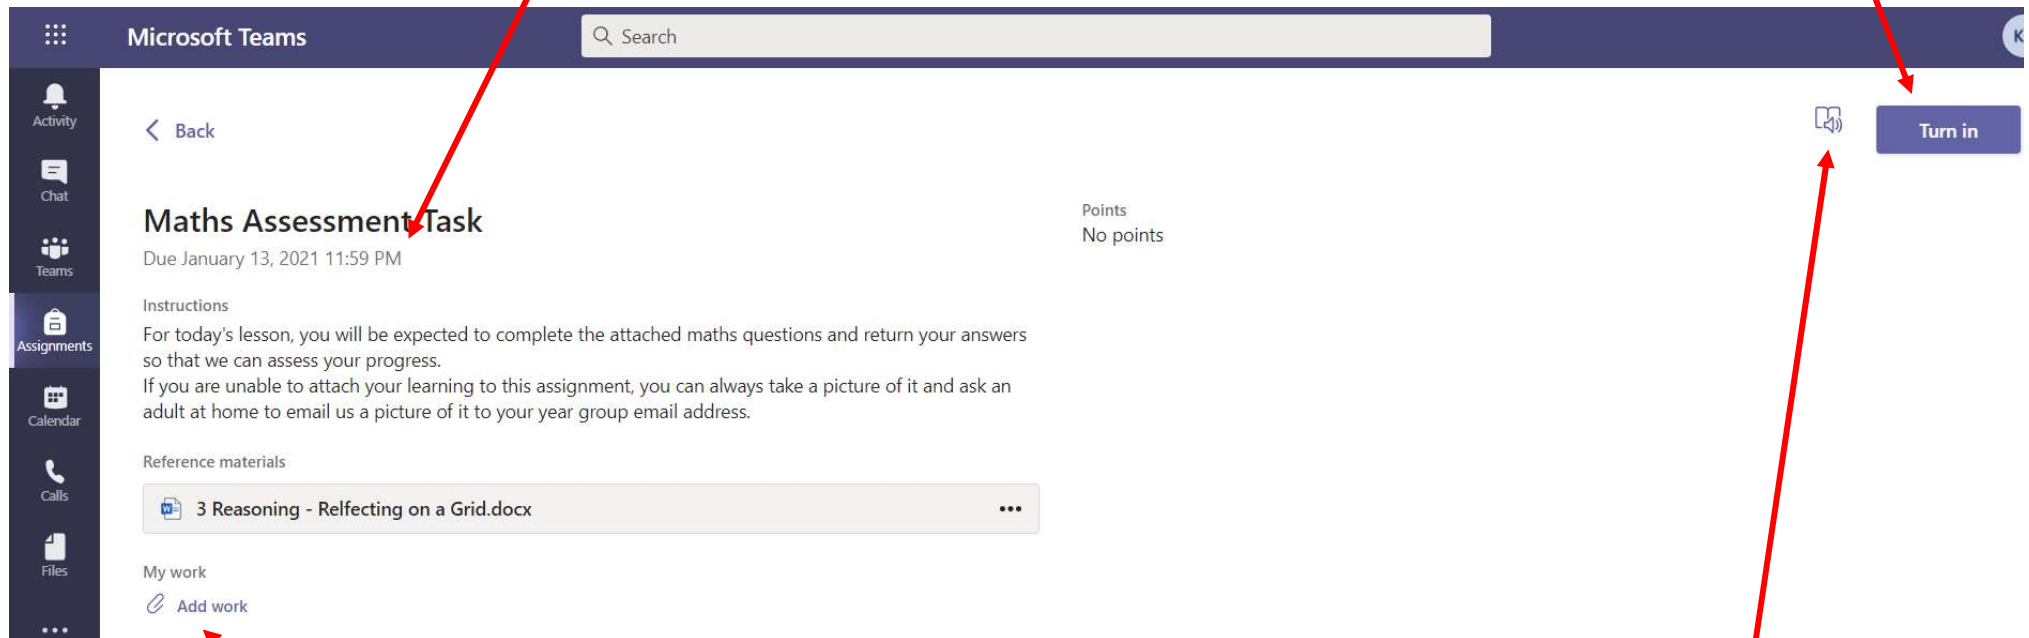 Microsoft Teams
Search
K
Activity
Chat
Teams
Assignments
Calendar
Calls
Files
Back
Turn in
Maths Assessment Task
Due January 13, 2021 11:59 PM
Points
No points
Instructions
For today's lesson, you will be expected to complete the attached maths questions and return your answers
so that we can assess your progress.
If you are unable to attach your learning to this assignment, you can always take a picture of it and ask an
adult at home to email us a picture of it to your year group email address.
Reference materials
3 Reasoning - Relfecting on a Grid.docx
My work
Add work